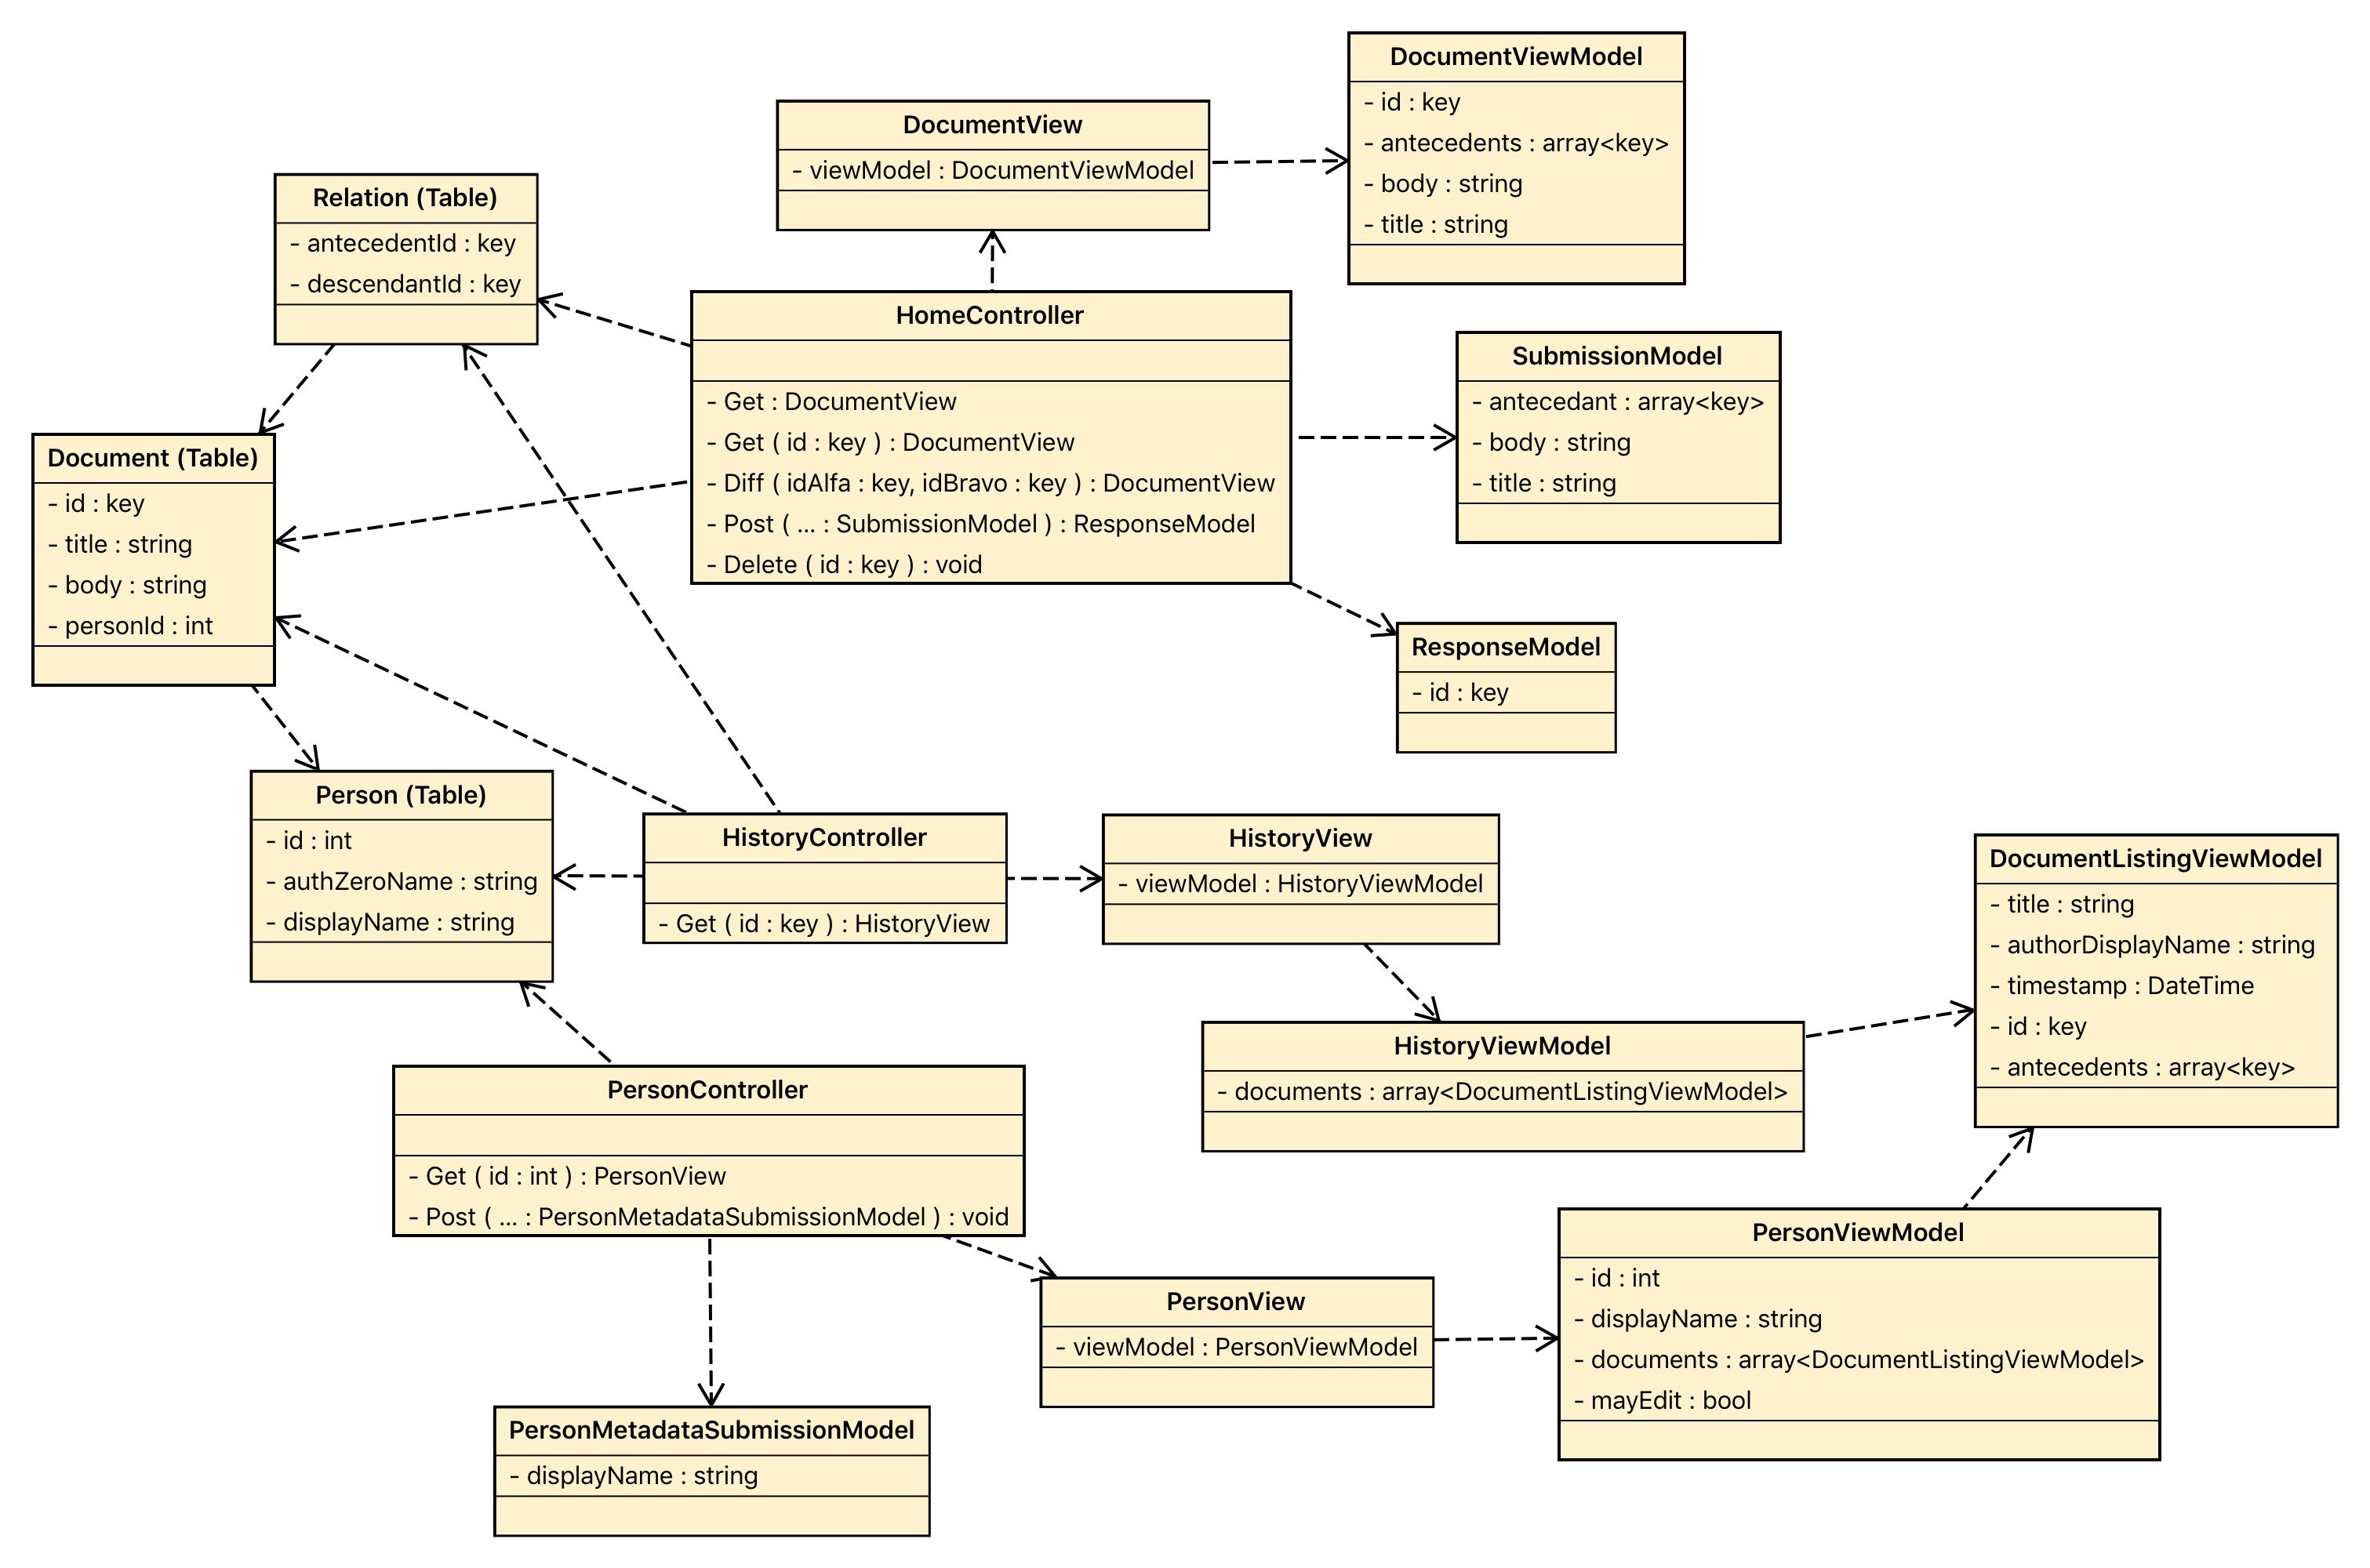 DocumentViewModel
- id : key
- antecedents : array<key>
- body : string
- title : string
DocumentView
- viewModel : DocumentViewModel
Relation (Table)
- antecedentId : key
- descendantId : key
HomeController
- Get : DocumentView
- Get ( id : key ) : DocumentView
- Diff ( idAlfa : key, idBravo : key ) : DocumentView
- Post ( ... : SubmissionModel ) : ResponseModel
- Delete ( id : key ) : void
SubmissionModel
- antecedant : array<key>
- body : string
- title : string
Document (Table)
- id : key
- title : string
- body : string
- personId : int
ResponseModel
- id : key
Person (Table)
- id : int
- authZeroName : string
- displayName : string
HistoryController
- Get ( id : key ) : HistoryView
HistoryView
- viewModel : HistoryViewModel
DocumentListingViewModel
- title : string
- authorDisplayName : string
- timestamp : DateTime
- id : key
- antecedents : array<key>
HistoryViewModel
- documents : array<DocumentListingViewModel>
PersonController
- Get ( id : int ) : PersonView
- Post ( ... : PersonMetadataSubmissionModel ) : void
PersonView
- viewModel : PersonViewModel
PersonViewModel
- id : int
- displayName : string
- documents : array<DocumentListingViewModel>
- mayEdit : bool
PersonMetadataSubmissionModel
- displayName : string